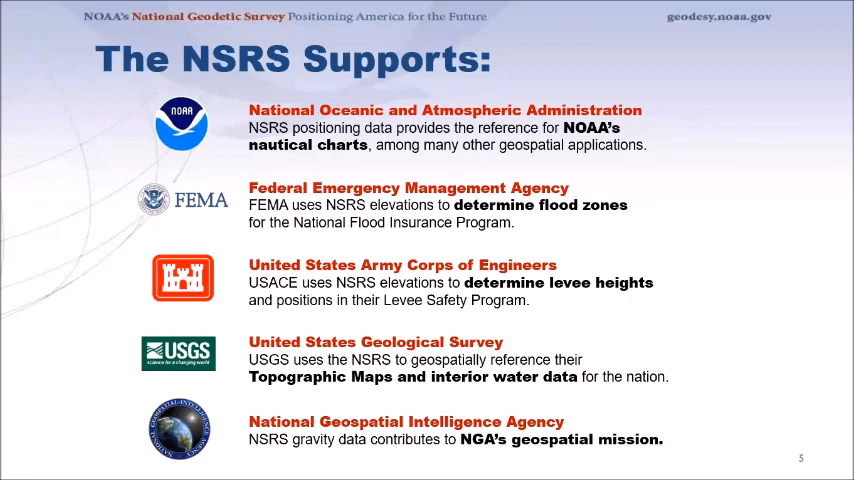 NOAA's National Geodetic Survey Positioning America for the Future
geodesy.noaa.gov
The NSRS Supports:
NOAA
National Oceanic and Atmospheric Administration
NSRS positioning data provides the reference for NOAA's
nautical charts, among many other geospatial applications.
FEMA
Federal Emergency Management Agency
FEMA uses NSRS elevations to determine flood zones
for the National Flood Insurance Program.
United States Army Corps of Engineers
USACE uses NSRS elevations to determine levee heights
and positions in their Levee Safety Program.
USGS
science for a changing world
United States Geological Survey
USGS uses the NSRS to geospatially reference their
Topographic Maps and interior water data for the nation.
NATIONAL GEOSPATIAL-INTELLIGENCE AGENCY
National Geospatial Intelligence Agency
NSRS gravity data contributes to NGA's geospatial mission.
5